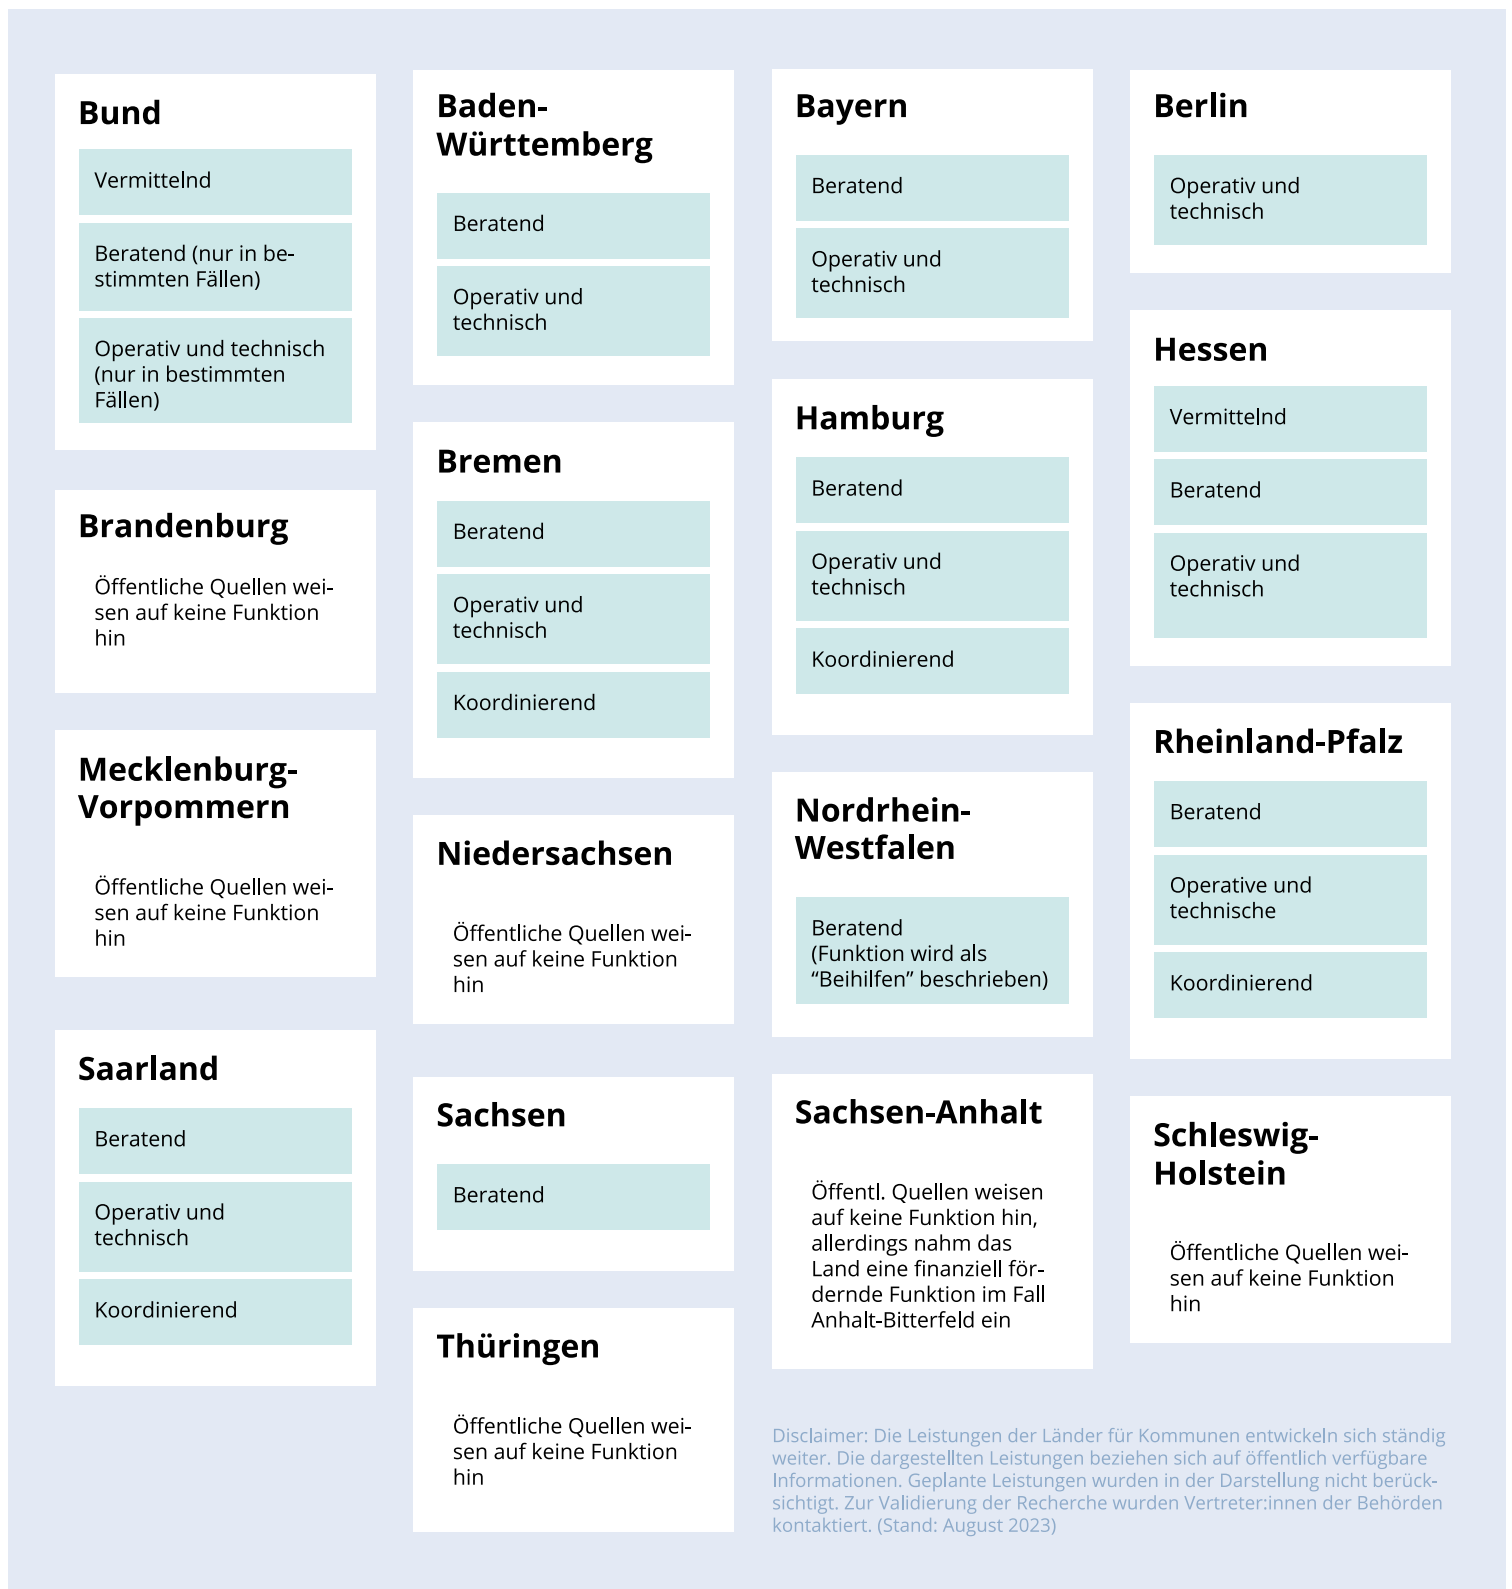 Bund
Vermittelnd
Beratend (nur in be-
stimmten Fällen)
Operativ und technisch
(nur in bestimmten
Fällen)
Baden-
Württemberg
Beratend
Operativ und
technisch
Bayern
Beratend
Operativ und
technisch
Berlin
Operativ und
technisch
Brandenburg
Öffentliche Quellen wei-
sen auf keine Funktion
hin
Bremen
Beratend
Operativ und
technisch
Koordinierend
Hamburg
Beratend
Operativ und
technisch
Koordinierend
Hessen
Vermittelnd
Beratend
Operativ und
technisch
Mecklenburg-
Vorpommern
Öffentliche Quellen wei-
sen auf keine Funktion
hin
Niedersachsen
Öffentliche Quellen wei-
sen auf keine Funktion
hin
Nordrhein-
Westfalen
Beratend
(Funktion wird als
“Beihilfen” beschrieben)
Rheinland-Pfalz
Beratend
Operative und
technische
Koordinierend
Saarland
Beratend
Operativ und
technisch
Koordinierend
Sachsen
Beratend
Sachsen-Anhalt
Öffentl. Quellen weisen
auf keine Funktion hin,
allerdings nahm das
Land eine finanziell för-
dernde Funktion im Fall
Anhalt-Bitterfeld ein
Schleswig-
Holstein
Öffentliche Quellen wei-
sen auf keine Funktion
hin
Thüringen
Öffentliche Quellen wei-
sen auf keine Funktion
hin
Disclaimer: Die Leistungen der Länder für Kommunen entwickeln sich ständig
weiter. Die dargestellten Leistungen beziehen sich auf öffentlich verfügbare
Informationen. Geplante Leistungen wurden in der Darstellung nicht berück-
sichtigt. Zur Validierung der Recherche wurden Vertreter:innen der Behörden
kontaktiert. (Stand: August 2023)